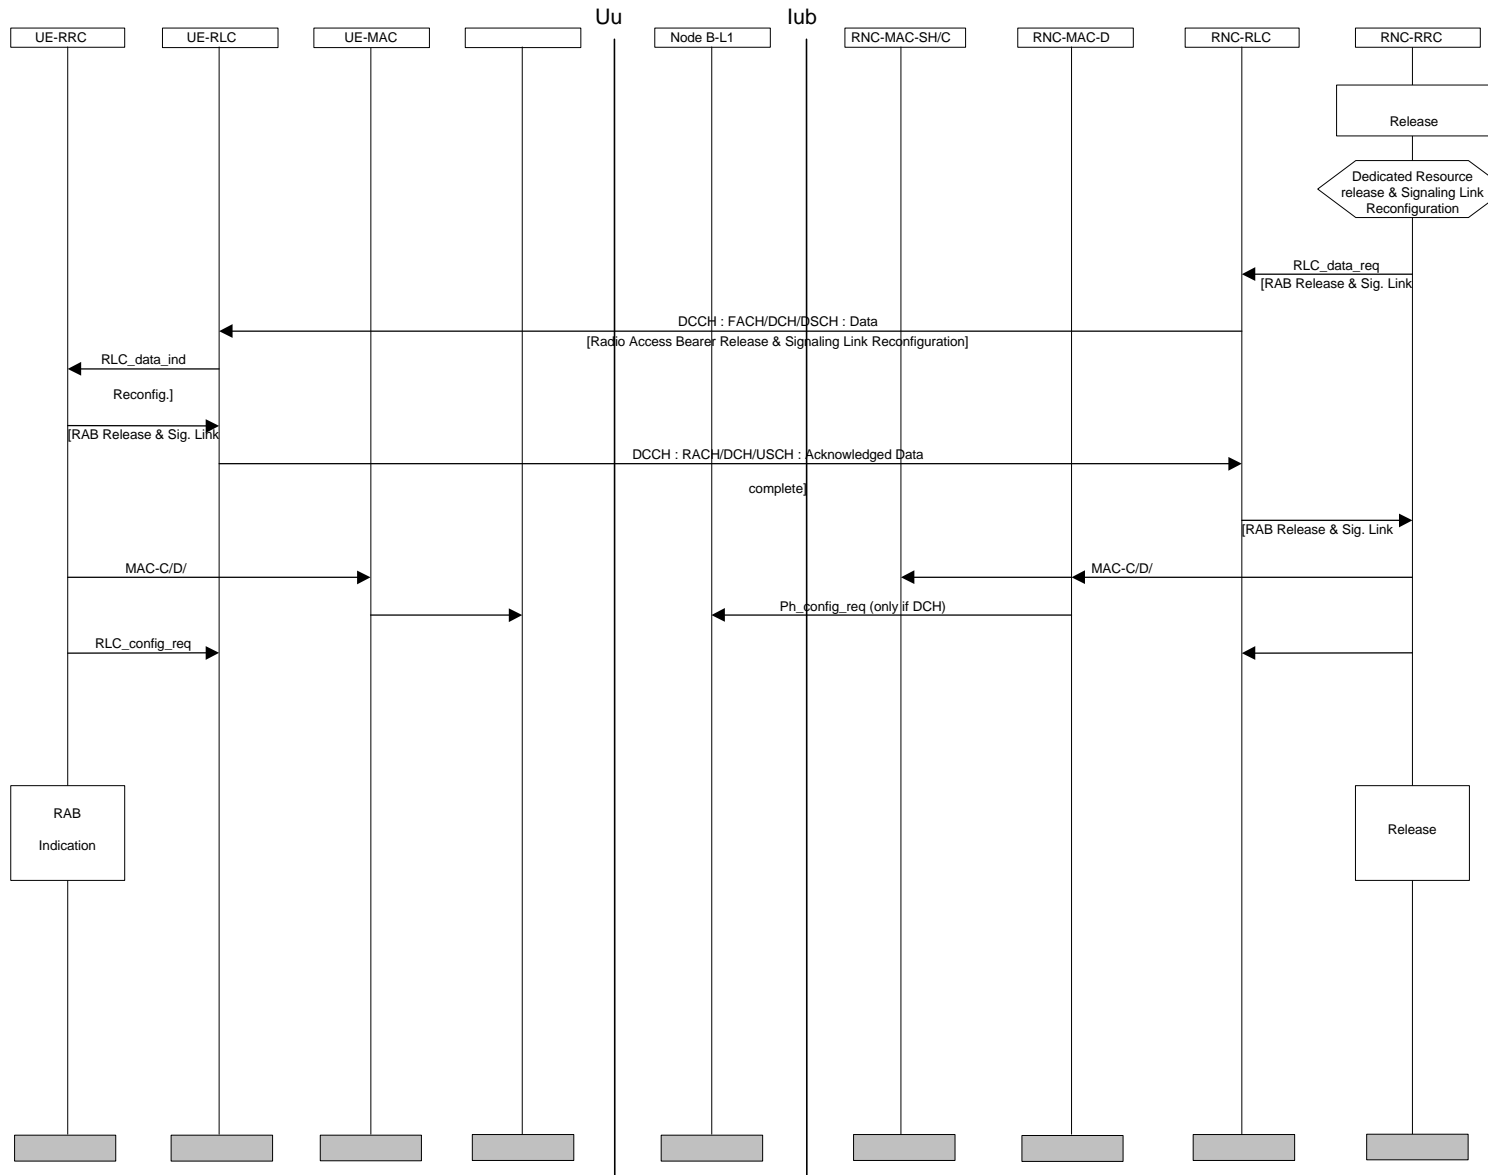 Uu
Iub
UE-RRC
UE-RLC
UE-MAC
Node B-L1
RNC-MAC-SH/C
RNC-MAC-D
RNC-RLC
RNC-RRC
Release
Dedicated Resource
release & Signaling Link
Reconfiguration
RLC_data_req
[RAB Release & Sig. Link
DCCH : FACH/DCH/DSCH : Data
[Radio Access Bearer Release & Signaling Link Reconfiguration]
RLC_data_ind
Reconfig.]
[RAB Release & Sig. Link
DCCH : RACH/DCH/USCH : Acknowledged Data
complete]
[RAB Release & Sig. Link
MAC-C/D/
MAC-C/D/
Ph_config_req (only if DCH)
RLC_config_req
RAB
Indication
Release